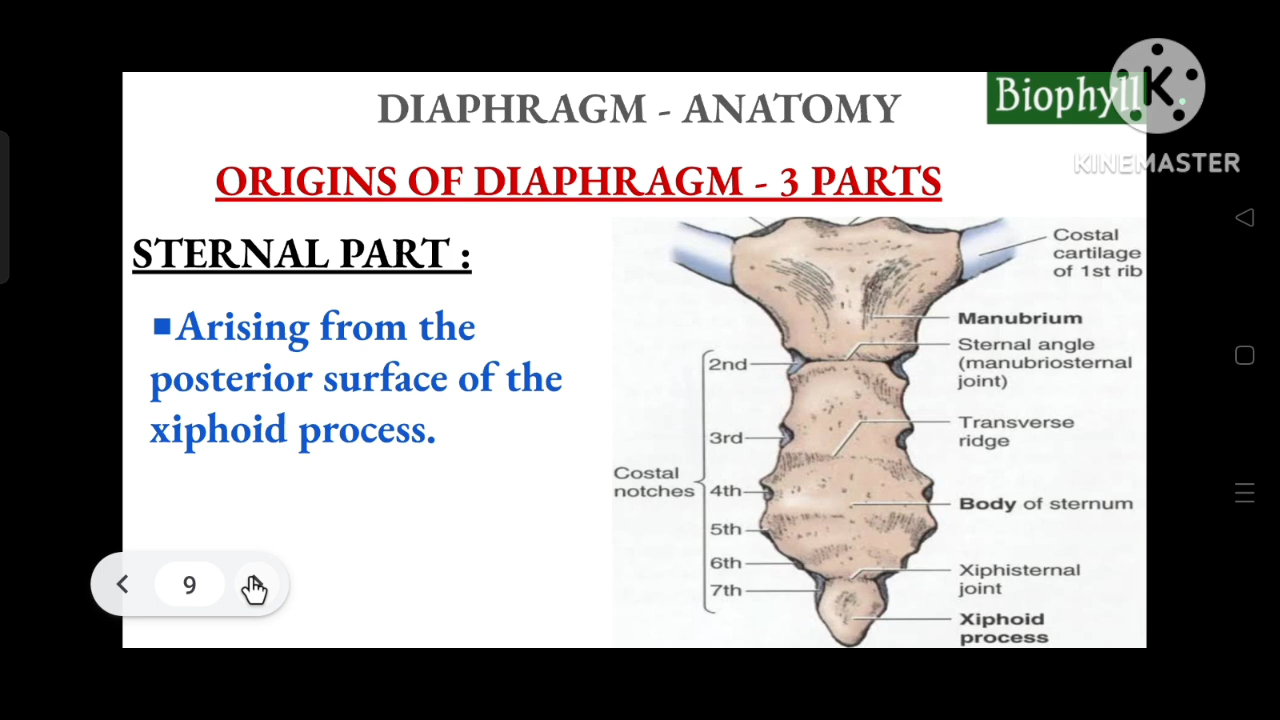 DIAPHRAGM - ANATOMY
Biophyll.
KINEMASTER
ORIGINS OF DIAPHRAGM - 3 PARTS
STERNAL PART :
▪Arising from the
posterior surface of the
xiphoid process.
Costal
cartilage
of 1st rib
Manubrium
Sternal angle
(manubriosternal
joint)
Transverse
ridge
Body of sternum
Xiphisternal
joint
Xiphoid
process
Costal
notches
2nd
3rd
4th
5th
6th
7th
9